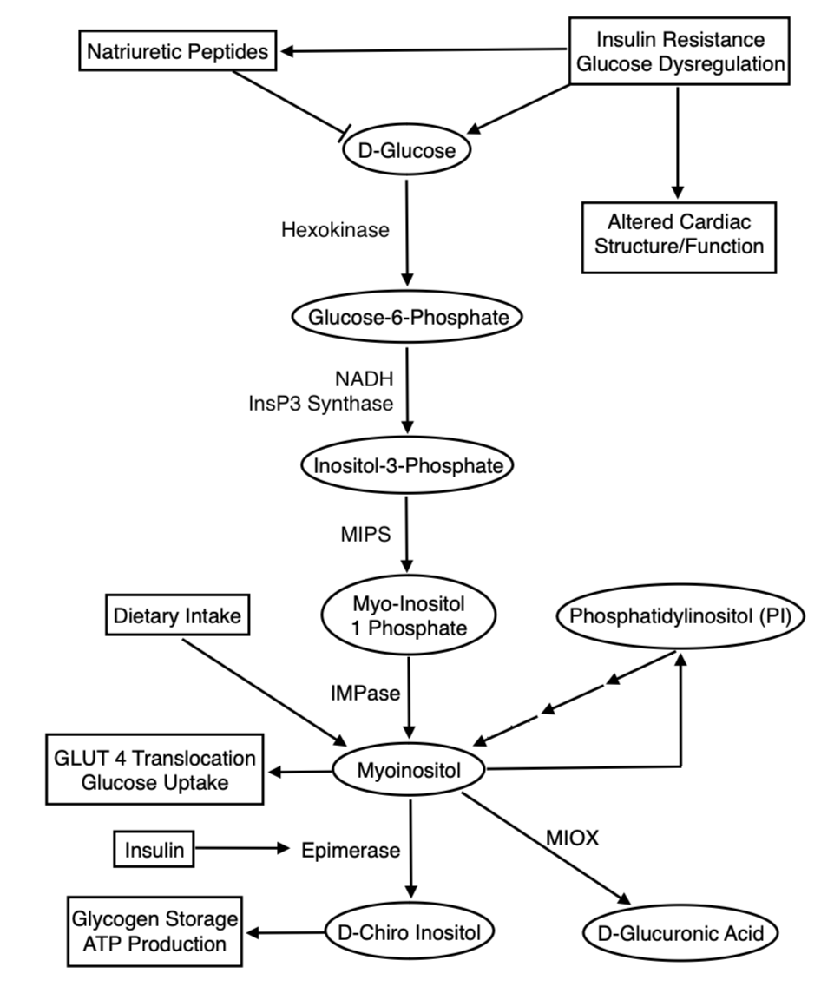 Natriuretic Peptides
Insulin Resistance
Glucose Dysregulation
D-Glucose
Hexokinase
Altered Cardiac
Structure/Function
Glucose-6-Phosphate
NADH
InsP3 Synthase
Inositol-3-Phosphate
MIPS
Dietary Intake
Myo-Inositol
1 Phosphate
Phosphatidylinositol (PI)
IMPase
GLUT 4 Translocation
Glucose Uptake
Myoinositol
Insulin
Epimerase
MIOX
Glycogen Storage
ATP Production
D-Chiro Inositol
D-Glucuronic Acid